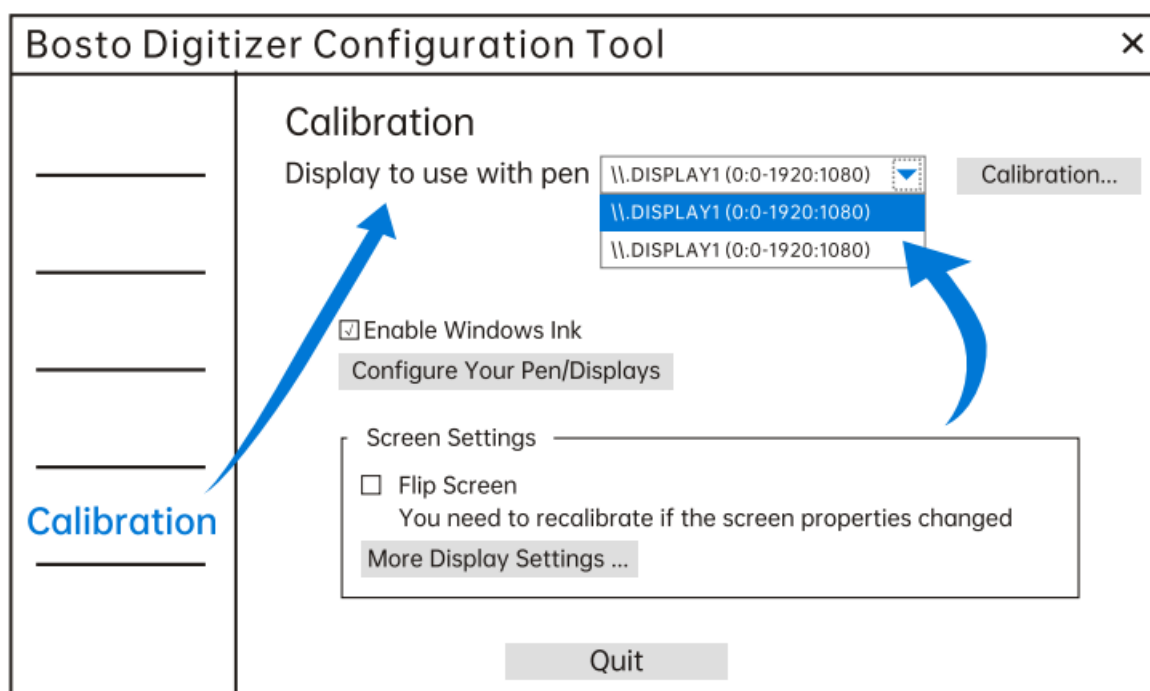 Bosto Digitizer Configuration Tool ×
Calibration
Calibration
Display to use with pen \\.DISPLAY1 (0:0-1920:1080) Calibration...
\\.DISPLAY1 (0:0-1920:1080)
\\.DISPLAY1 (0:0-1920:1080)
Enable Windows Ink
Configure Your Pen/Displays
Screen Settings
Flip Screen
You need to recalibrate if the screen properties changed
More Display Settings ...
Quit